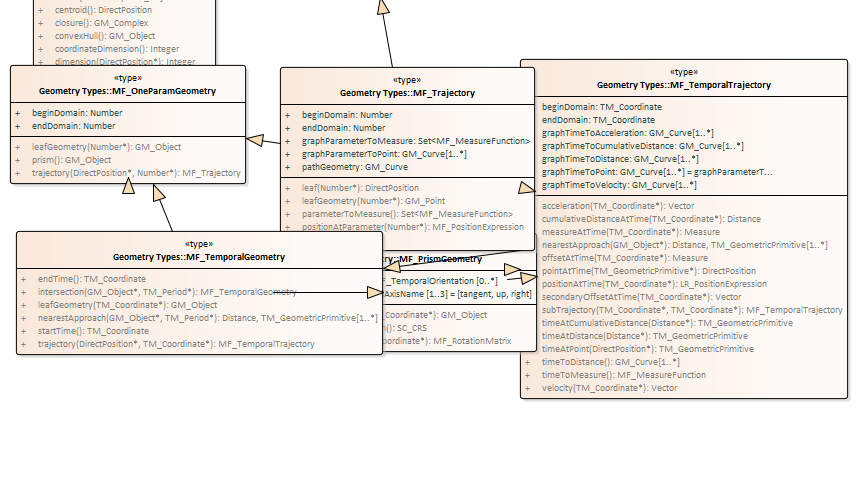 + centroid(): DirectPosition
+ closure(): GM_Complex
+ convexHull(): GM_Object
+ coordinateDimension(): Integer
+ dimension(DirectPosition*): Integer
«type»
Geometry Types::MF_OneParamGeometry
+ beginDomain: Number
+ endDomain: Number
+ leafGeometry(Number*): GM_Object
+ prism(): GM_Object
+ trajectory(DirectPosition*, Number*): MF_Trajectory
«type»
Geometry Types::MF_Trajectory
+ beginDomain: Number
+ endDomain: Number
+ graphParameterToMeasure: Set<MF_MeasureFunction>
+ graphParameterToPoint: GM_Curve[1..*]
+ pathGeometry: GM_Curve
+ leaf(Number*): DirectPosition
+ leafGeometry(Number*): GM_Point
+ parameterToMeasure(): Set<MF_MeasureFunction>
+ positionAtParameter(Number*): MF_PositionExpression
«type»
Geometry Types::MF_TemporalTrajectory
beginDomain: TM_Coordinate
endDomain: TM_Coordinate
graphTimeToAcceleration: GM_Curve[1..*]
graphTimeToCumulativeDistance: GM_Curve[1..*]
graphTimeToDistance: GM_Curve[1..*]
graphTimeToPoint: GM_Curve[1..*] = graphParameterT...
graphTimeToVelocity: GM_Curve[1..*]
acceleration(TM_Coordinate*): Vector
cumulativeDistanceAtTime(TM_Coordinate*): Distance
measureAtTime(TM_Coordinate*): Measure
nearestApproach(GM_Object*): Distance, TM_GeometricPrimitive[1..*]
offsetAtTime(TM_Coordinate*): Measure
pointAtTime(TM_GeometricPrimitive*): DirectPosition
positionAtTime(TM_Coordinate*): LR_PositionExpression
secondaryOffsetAtTime(TM_Coordinate*): Vector
subTrajectory(TM_Coordinate*, TM_Coordinate*): MF_TemporalTrajectory
timeAtCumulativeDistance(Distance*): TM_GeometricPrimitive
timeAtDistance(Distance*): TM_GeometricPrimitive
timeAtPoint(DirectPosition*): TM_GeometricPrimitive
+ timeToDistance(): GM_Curve[1..*]
+ timeToMeasure(): MF_MeasureFunction
+ velocity(TM_Coordinate*): Vector
«type»
Geometry Types::MF_TemporalGeometry
+ endTime(): TM_Coordinate
+ intersection(GM_Object*, TM_Period*): MF_TemporalGeometry
+ leafGeometry(TM_Coordinate*): GM_Object
+ nearestApproach(GM_Object*, TM_Period*): Distance, TM_GeometricPrimitive[1..*]
+ startTime(): TM_Coordinate
+ trajectory(DirectPosition*, TM_Coordinate*): MF_TemporalTrajectory
ry::MF_PrismGeometry
F_TemporalOrientation [0..*]
AxisName [1..3] = {tangent, up, right}
Coordinate*): GM_Object
n(): SC_CRS
oordinate*): MF_RotationMatrix